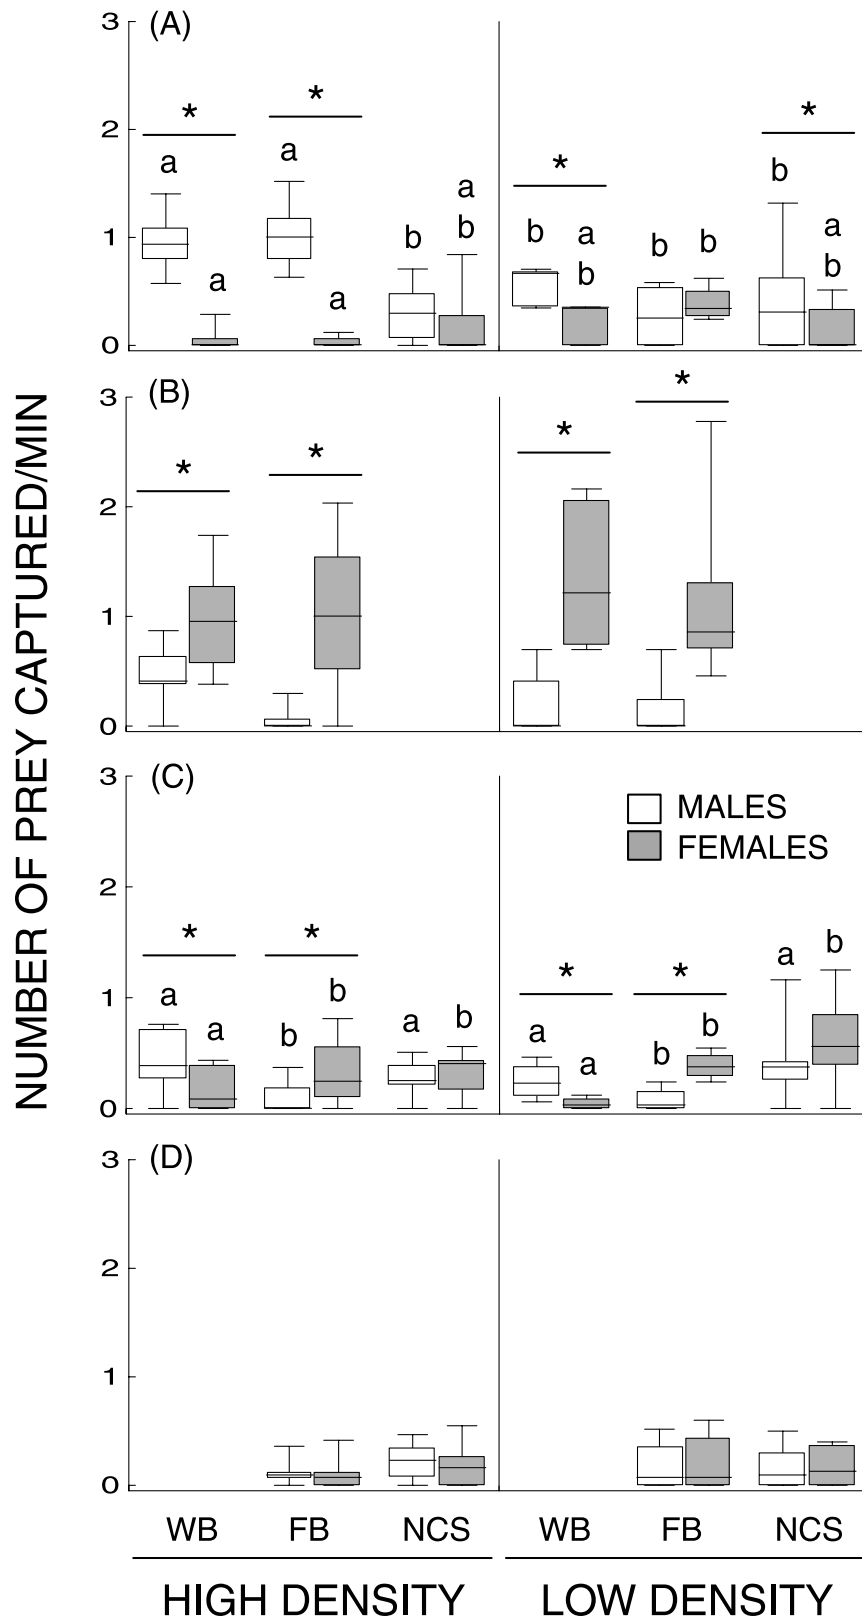 NUMBER OF PREY CAPTURED/MIN
(A)
3
2
1
0
* * * *
a a a a b a b
b a b b b b a b
(B)
3
2
1
0
* * * *
(C)
3
2
1
0
MALES
FEMALES
* * * *
a a b b a b
a a b b a b
(D)
3
2
1
0
WB FB NCS WB FB NCS
HIGH DENSITY LOW DENSITY